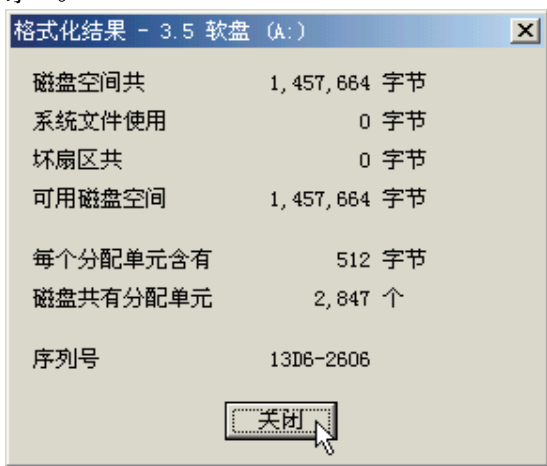 格式化结果 - 3.5 软盘 (A:)
磁盘空间共 1,457,664 字节
系统文件使用 0 字节
坏扇区共 0 字节
可用磁盘空间 1,457,664 字节
每个分配单元含有 512 字节
磁盘共有分配单元 2,847 个
序列号 13D6-2606
关闭